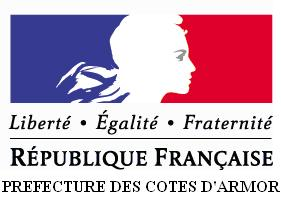 Liberté • Égalité • Fraternité
RÉPUBLIQUE FRANÇAISE
PREFECTURE DES COTES D'ARMOR